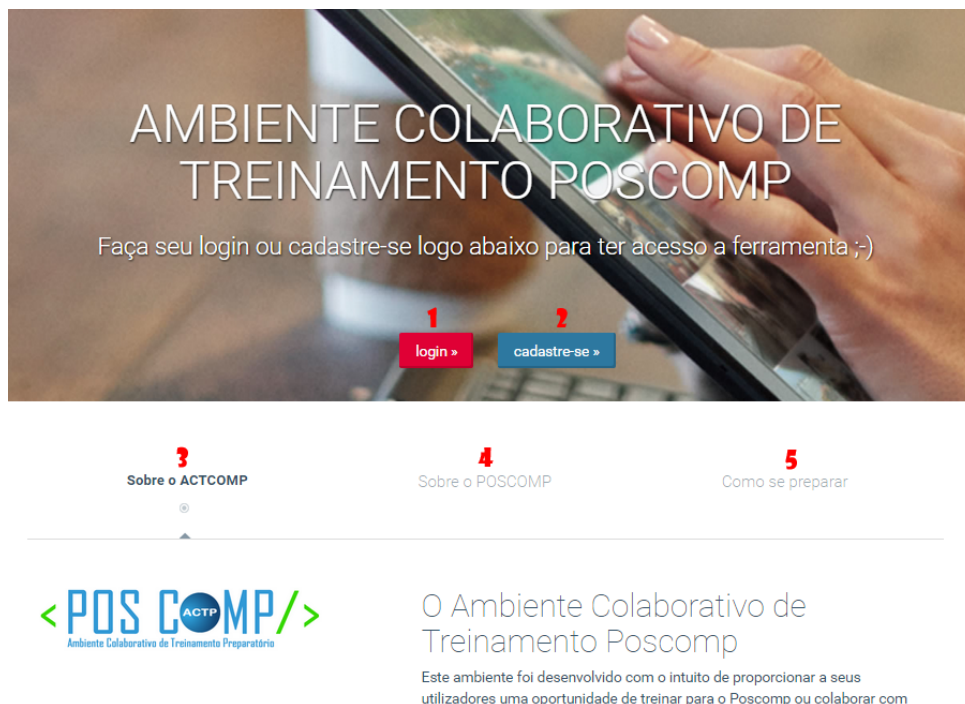 AMBIENTE COLABORATIVO DE
TREINAMENTO POSCOMP
Faça seu login ou cadastre-se logo abaixo para ter acesso a ferramenta ;-)
1 2
login » cadastre-se »
3 4 5
Sobre o ACTCOMP Sobre o POSCOMP Como se preparar
<POS COMP/>
ACTP
Ambiente Colaborativo de Treinamento Preparatório
O Ambiente Colaborativo de
Treinamento Poscomp
Este ambiente foi desenvolvido com o intuito de proporcionar a seus
utilizadores uma oportunidade de treinar para o Poscomp ou colaborar com